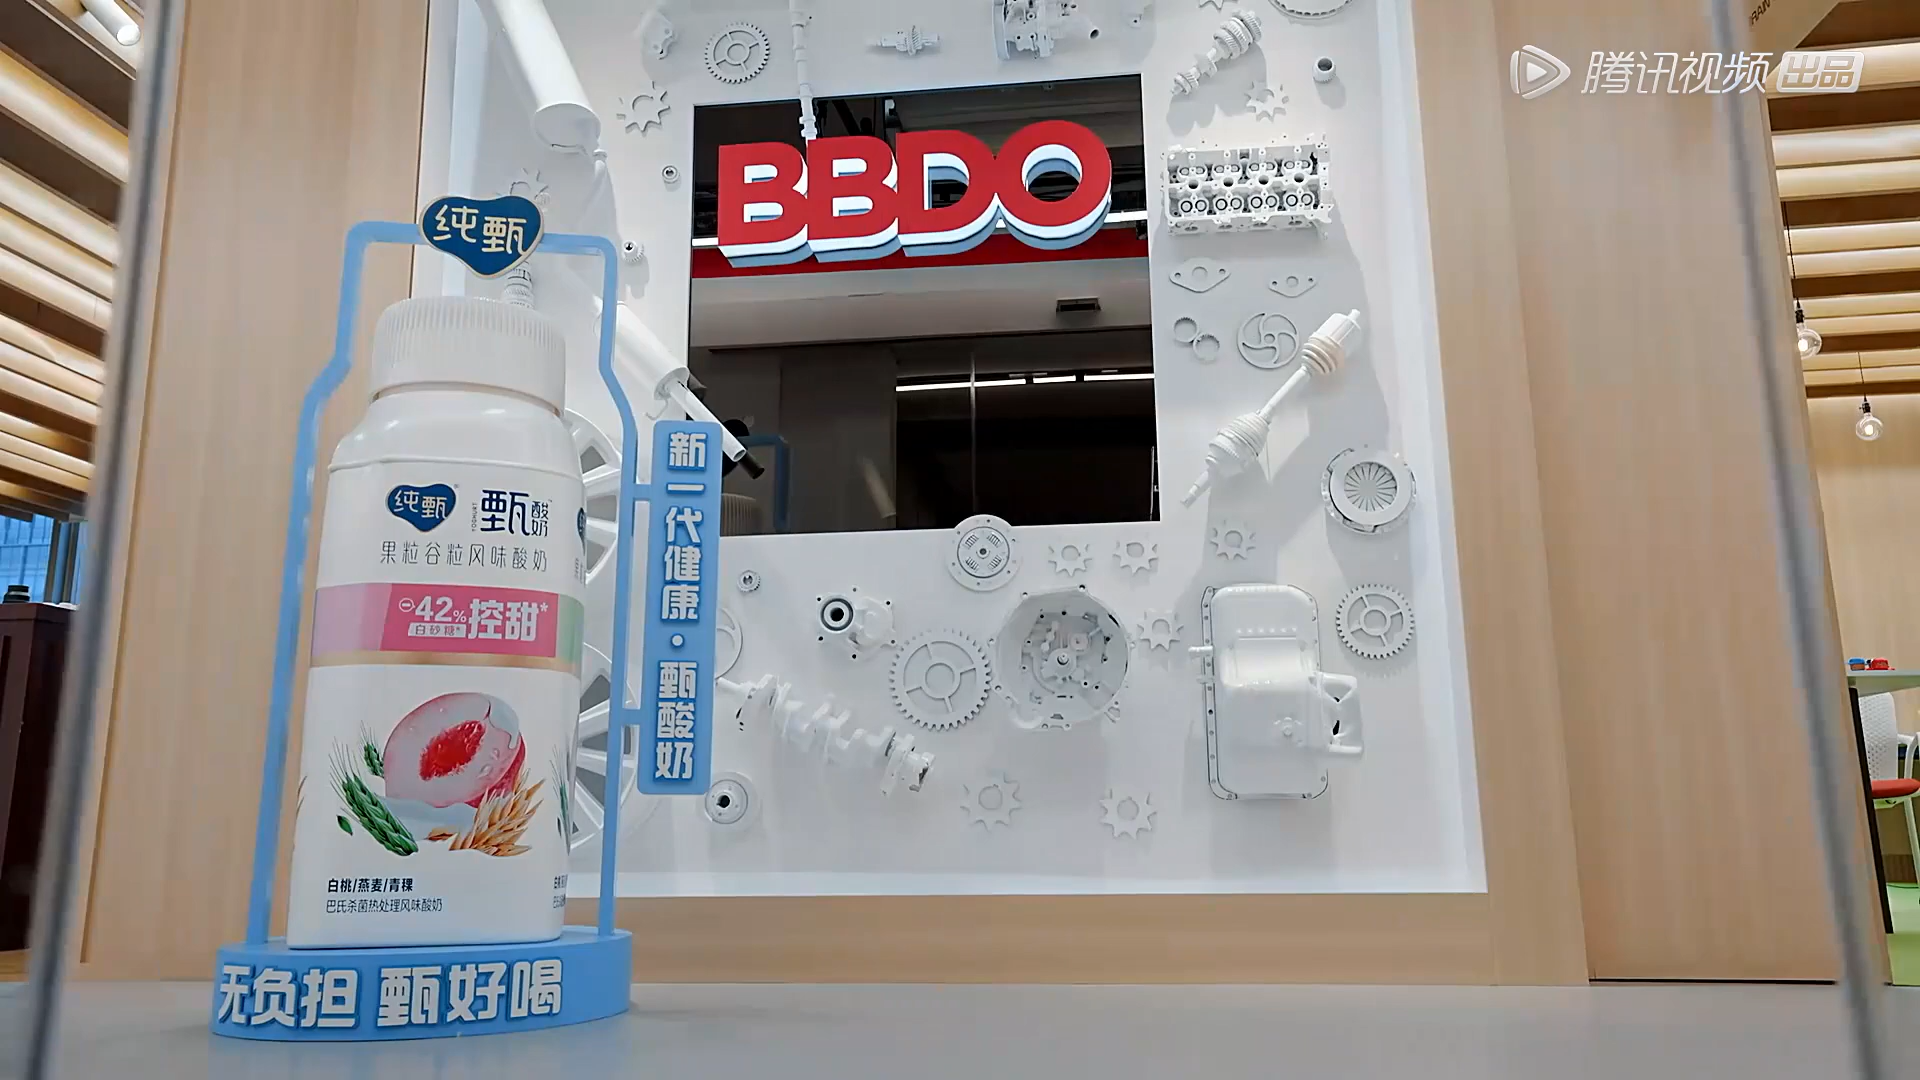 腾讯视频 出品
BBDO
纯甄
新一代健康·甄酸奶
纯甄
甄酸奶
YOGHURT
果粒谷粒风味酸奶
-42%控甜*
白砂糖*
白桃/燕麦/青稞
巴氏杀菌热处理风味酸奶
无负担 甄好喝